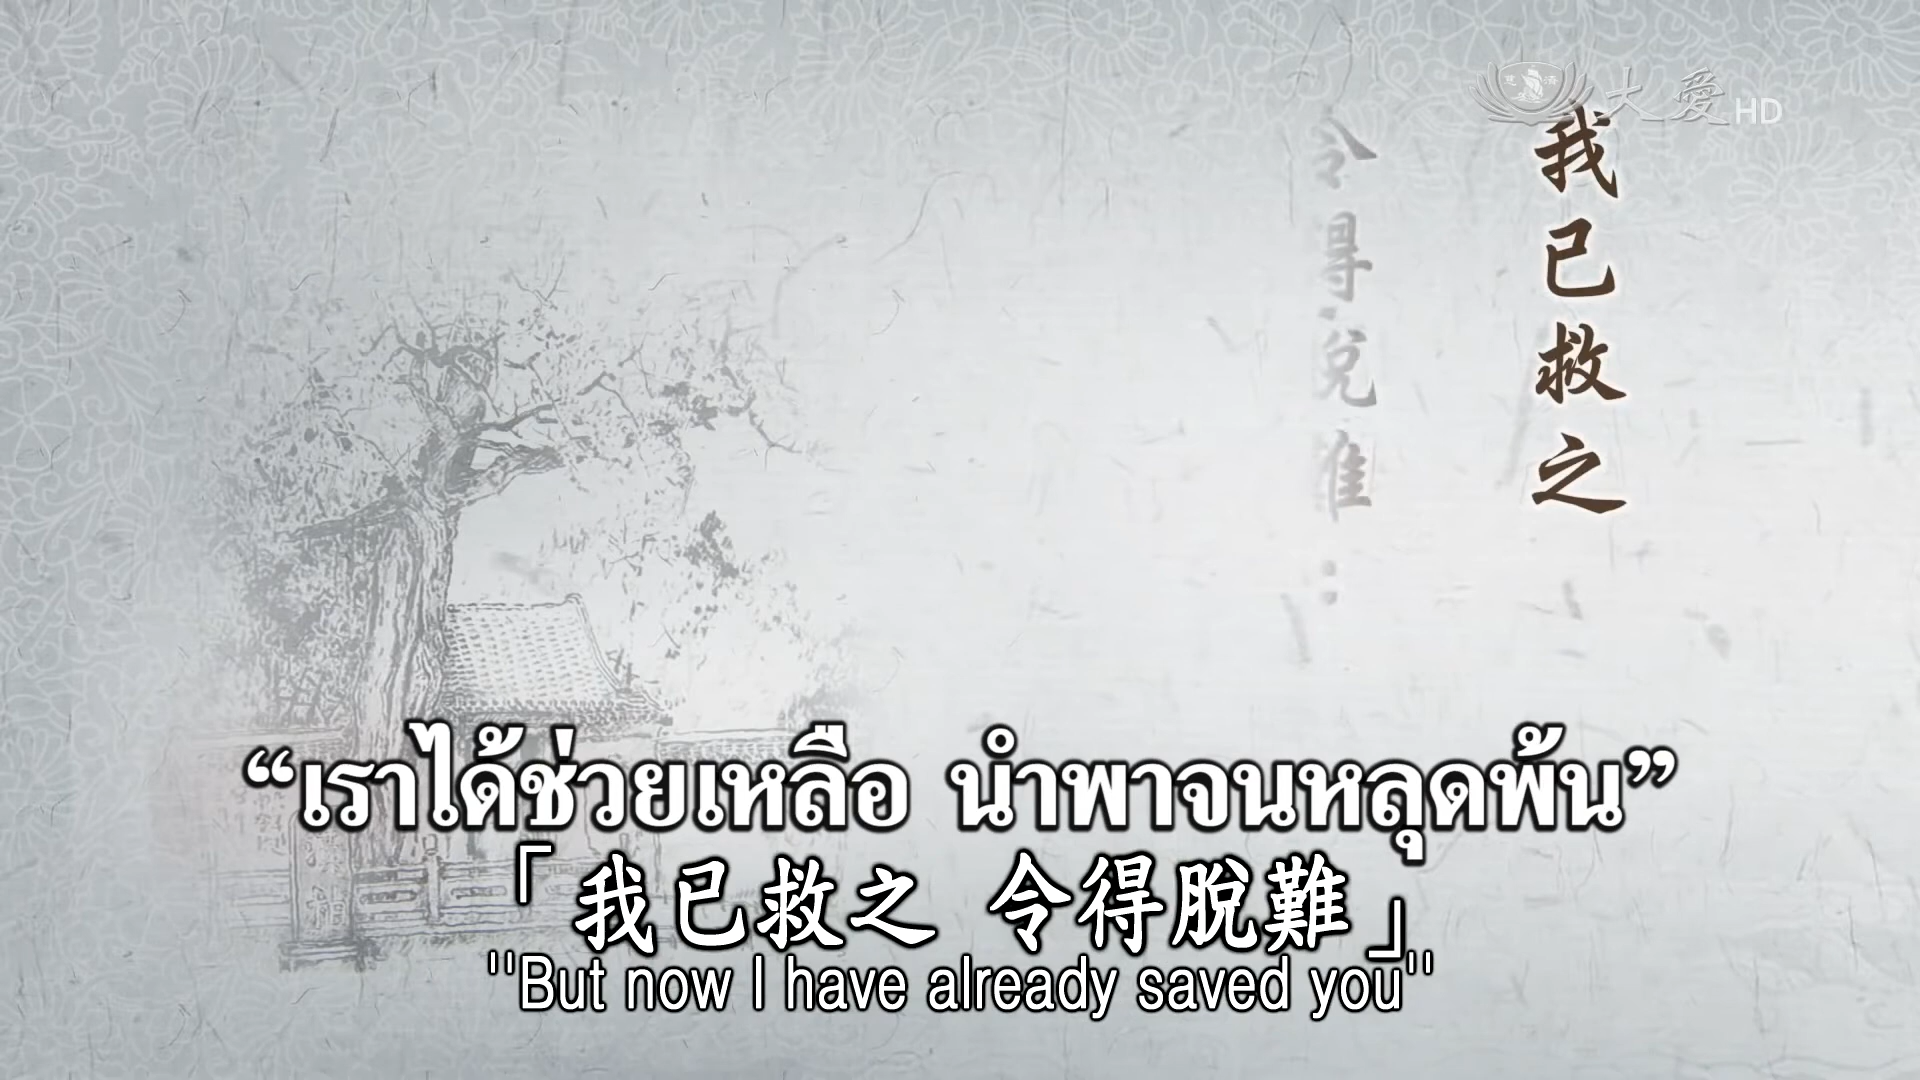 大愛HD
我已救之
令得脫難：
“เราได้ช่วยเหลือ นำพาจนหลุดพ้น”
「我已救之 令得脫難」
"But now I have already saved you"